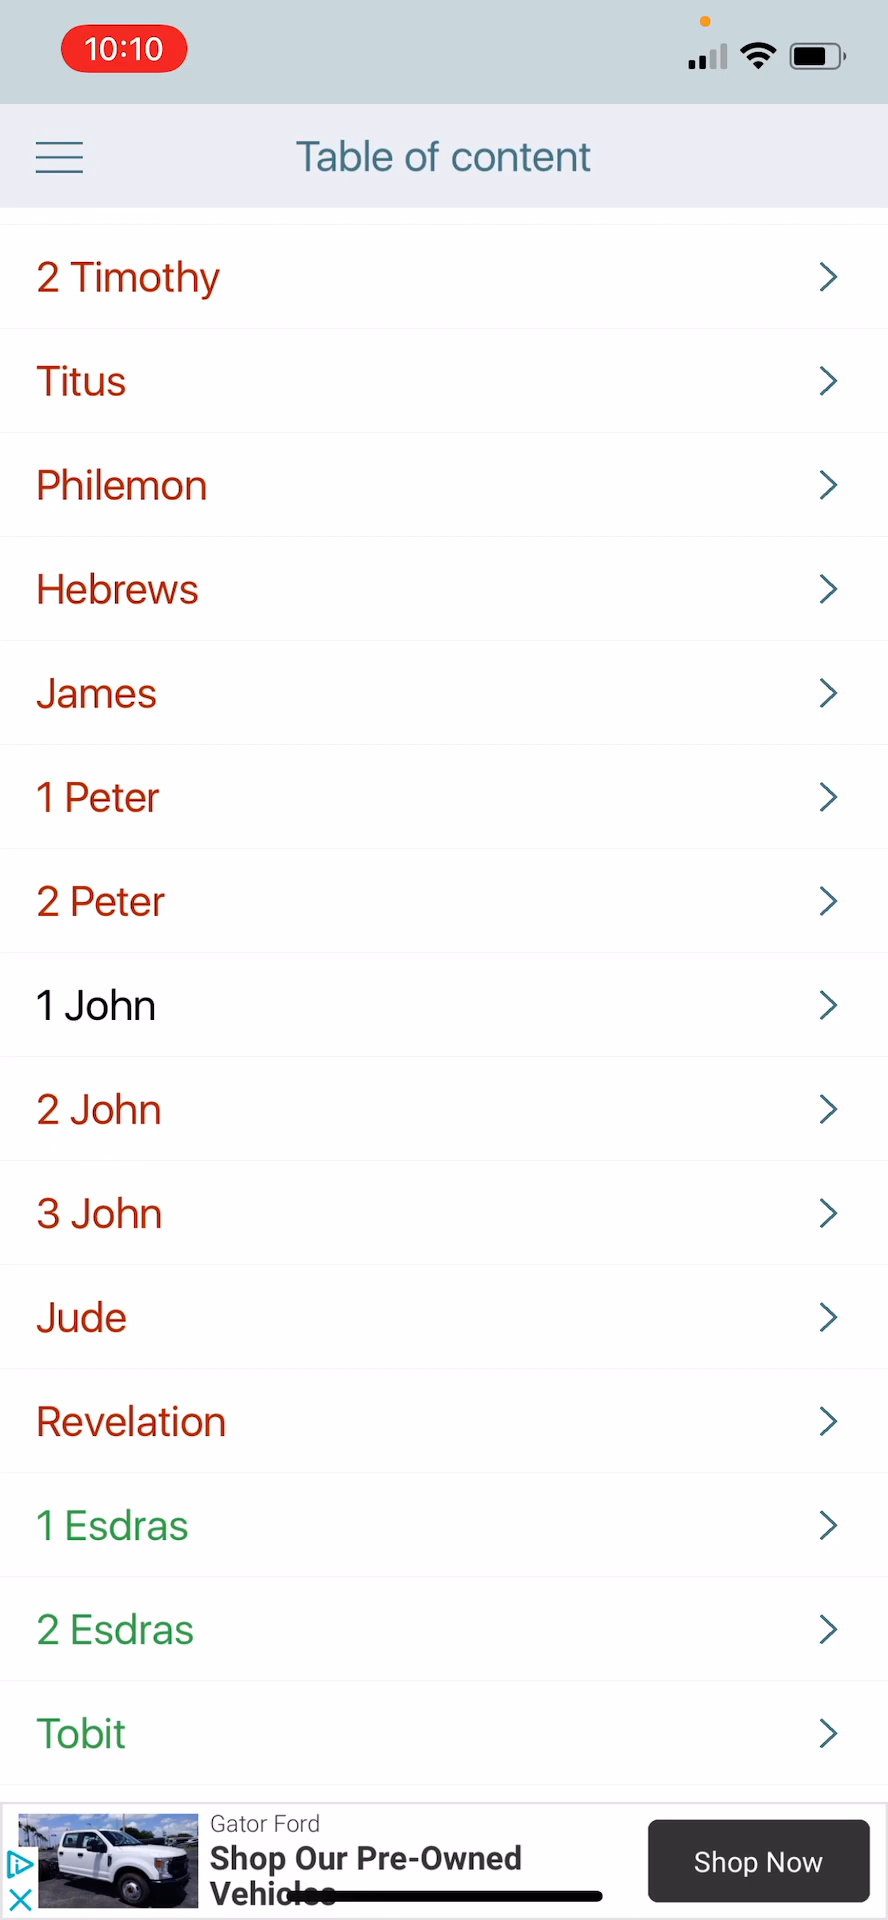 10:10
Table of content
2 Timothy
Titus
Philemon
Hebrews
James
1 Peter
2 Peter
1 John
2 John
3 John
Jude
Revelation
1 Esdras
2 Esdras
Tobit
Gator Ford
Shop Our Pre-Owned
Vehicles
Shop Now